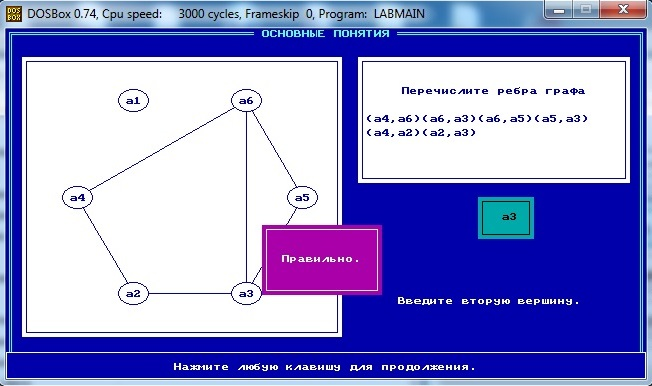 DOSBox 0.74, Cpu speed: 3000 cycles, Frameskip 0, Program: LABMAIN
ОСНОВНЫЕ ПОНЯТИЯ
Перечислите ребра графа
(a4,a6)(a6,a3)(a6,a5)(a5,a3)
(a4,a2)(a2,a3)
a1
a6
a4
a5
a2
a3
a3
Правильно.
Введите вторую вершину.
Нажмите любую клавишу для продолжения.